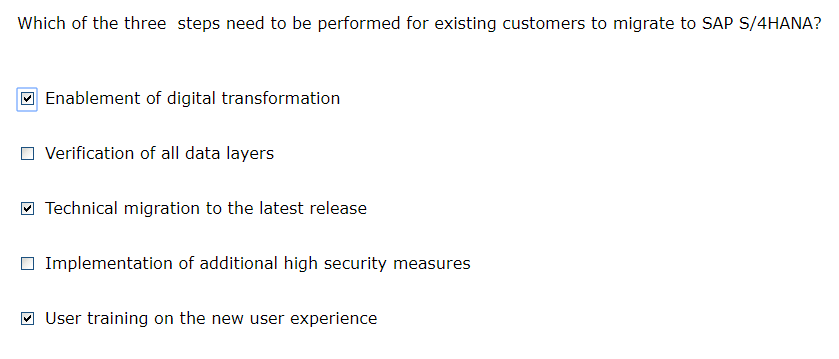 Which of the three  steps need to be performed for existing customers to migrate to SAP S/4HANA?
Enablement of digital transformation
Verification of all data layers
Technical migration to the latest release
Implementation of additional high security measures
User training on the new user experience